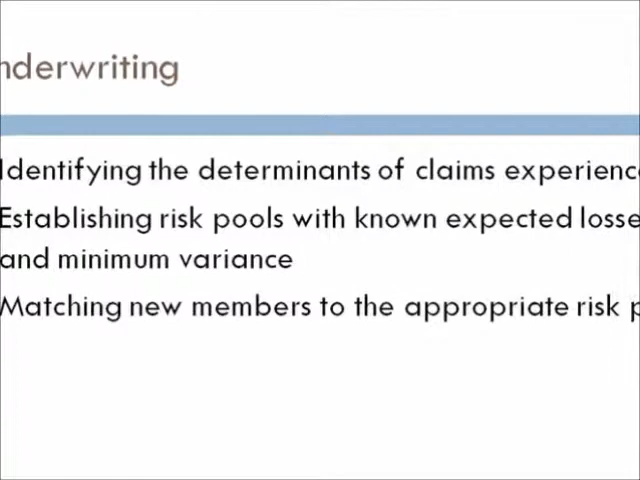 nderwriting
Identifying the determinants of claims experienc
Establishing risk pools with known expected losse
and minimum variance
Matching new members to the appropriate risk p